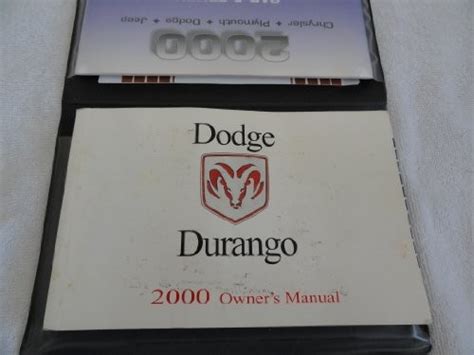 Chrysler ♦ Plymouth ♦ Dodge ♦ Jeep
2000
Dodge
Durango
2000 Owner's Manual